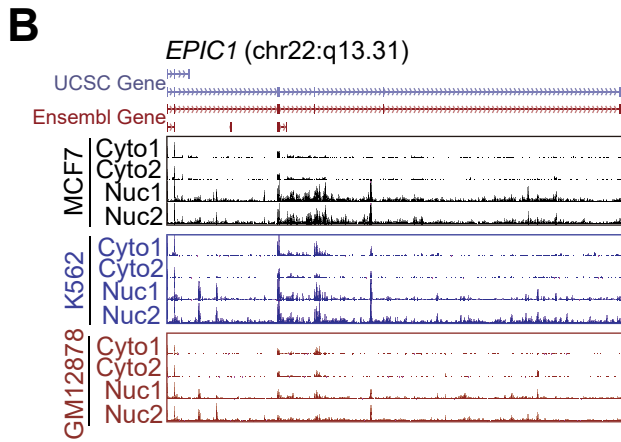 B
EPIC1 (chr22:q13.31)
UCSC Gene
Ensembl Gene
MCF7
Cyto1
Cyto2
Nuc1
Nuc2
K562
Cyto1
Cyto2
Nuc1
Nuc2
GM12878
Cyto1
Cyto2
Nuc1
Nuc2